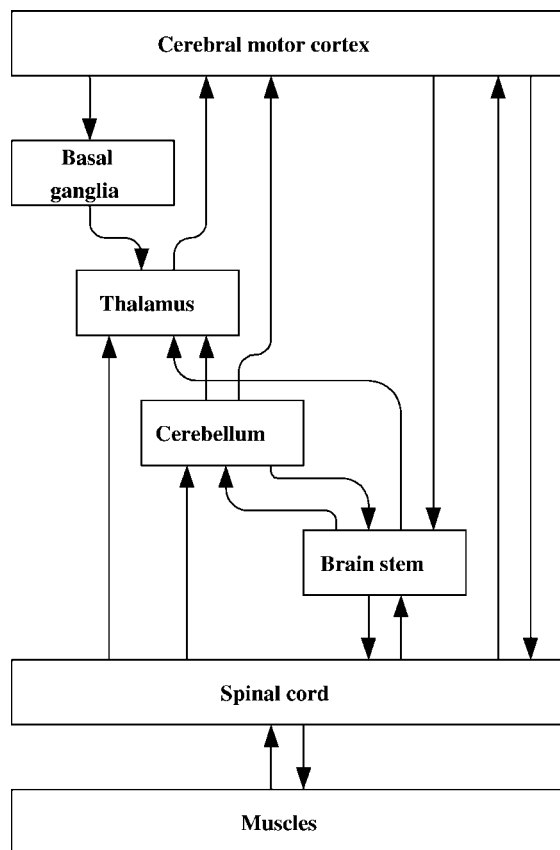 Cerebral motor cortex
Basal
ganglia
Thalamus
Cerebellum
Brain stem
Spinal cord
Muscles